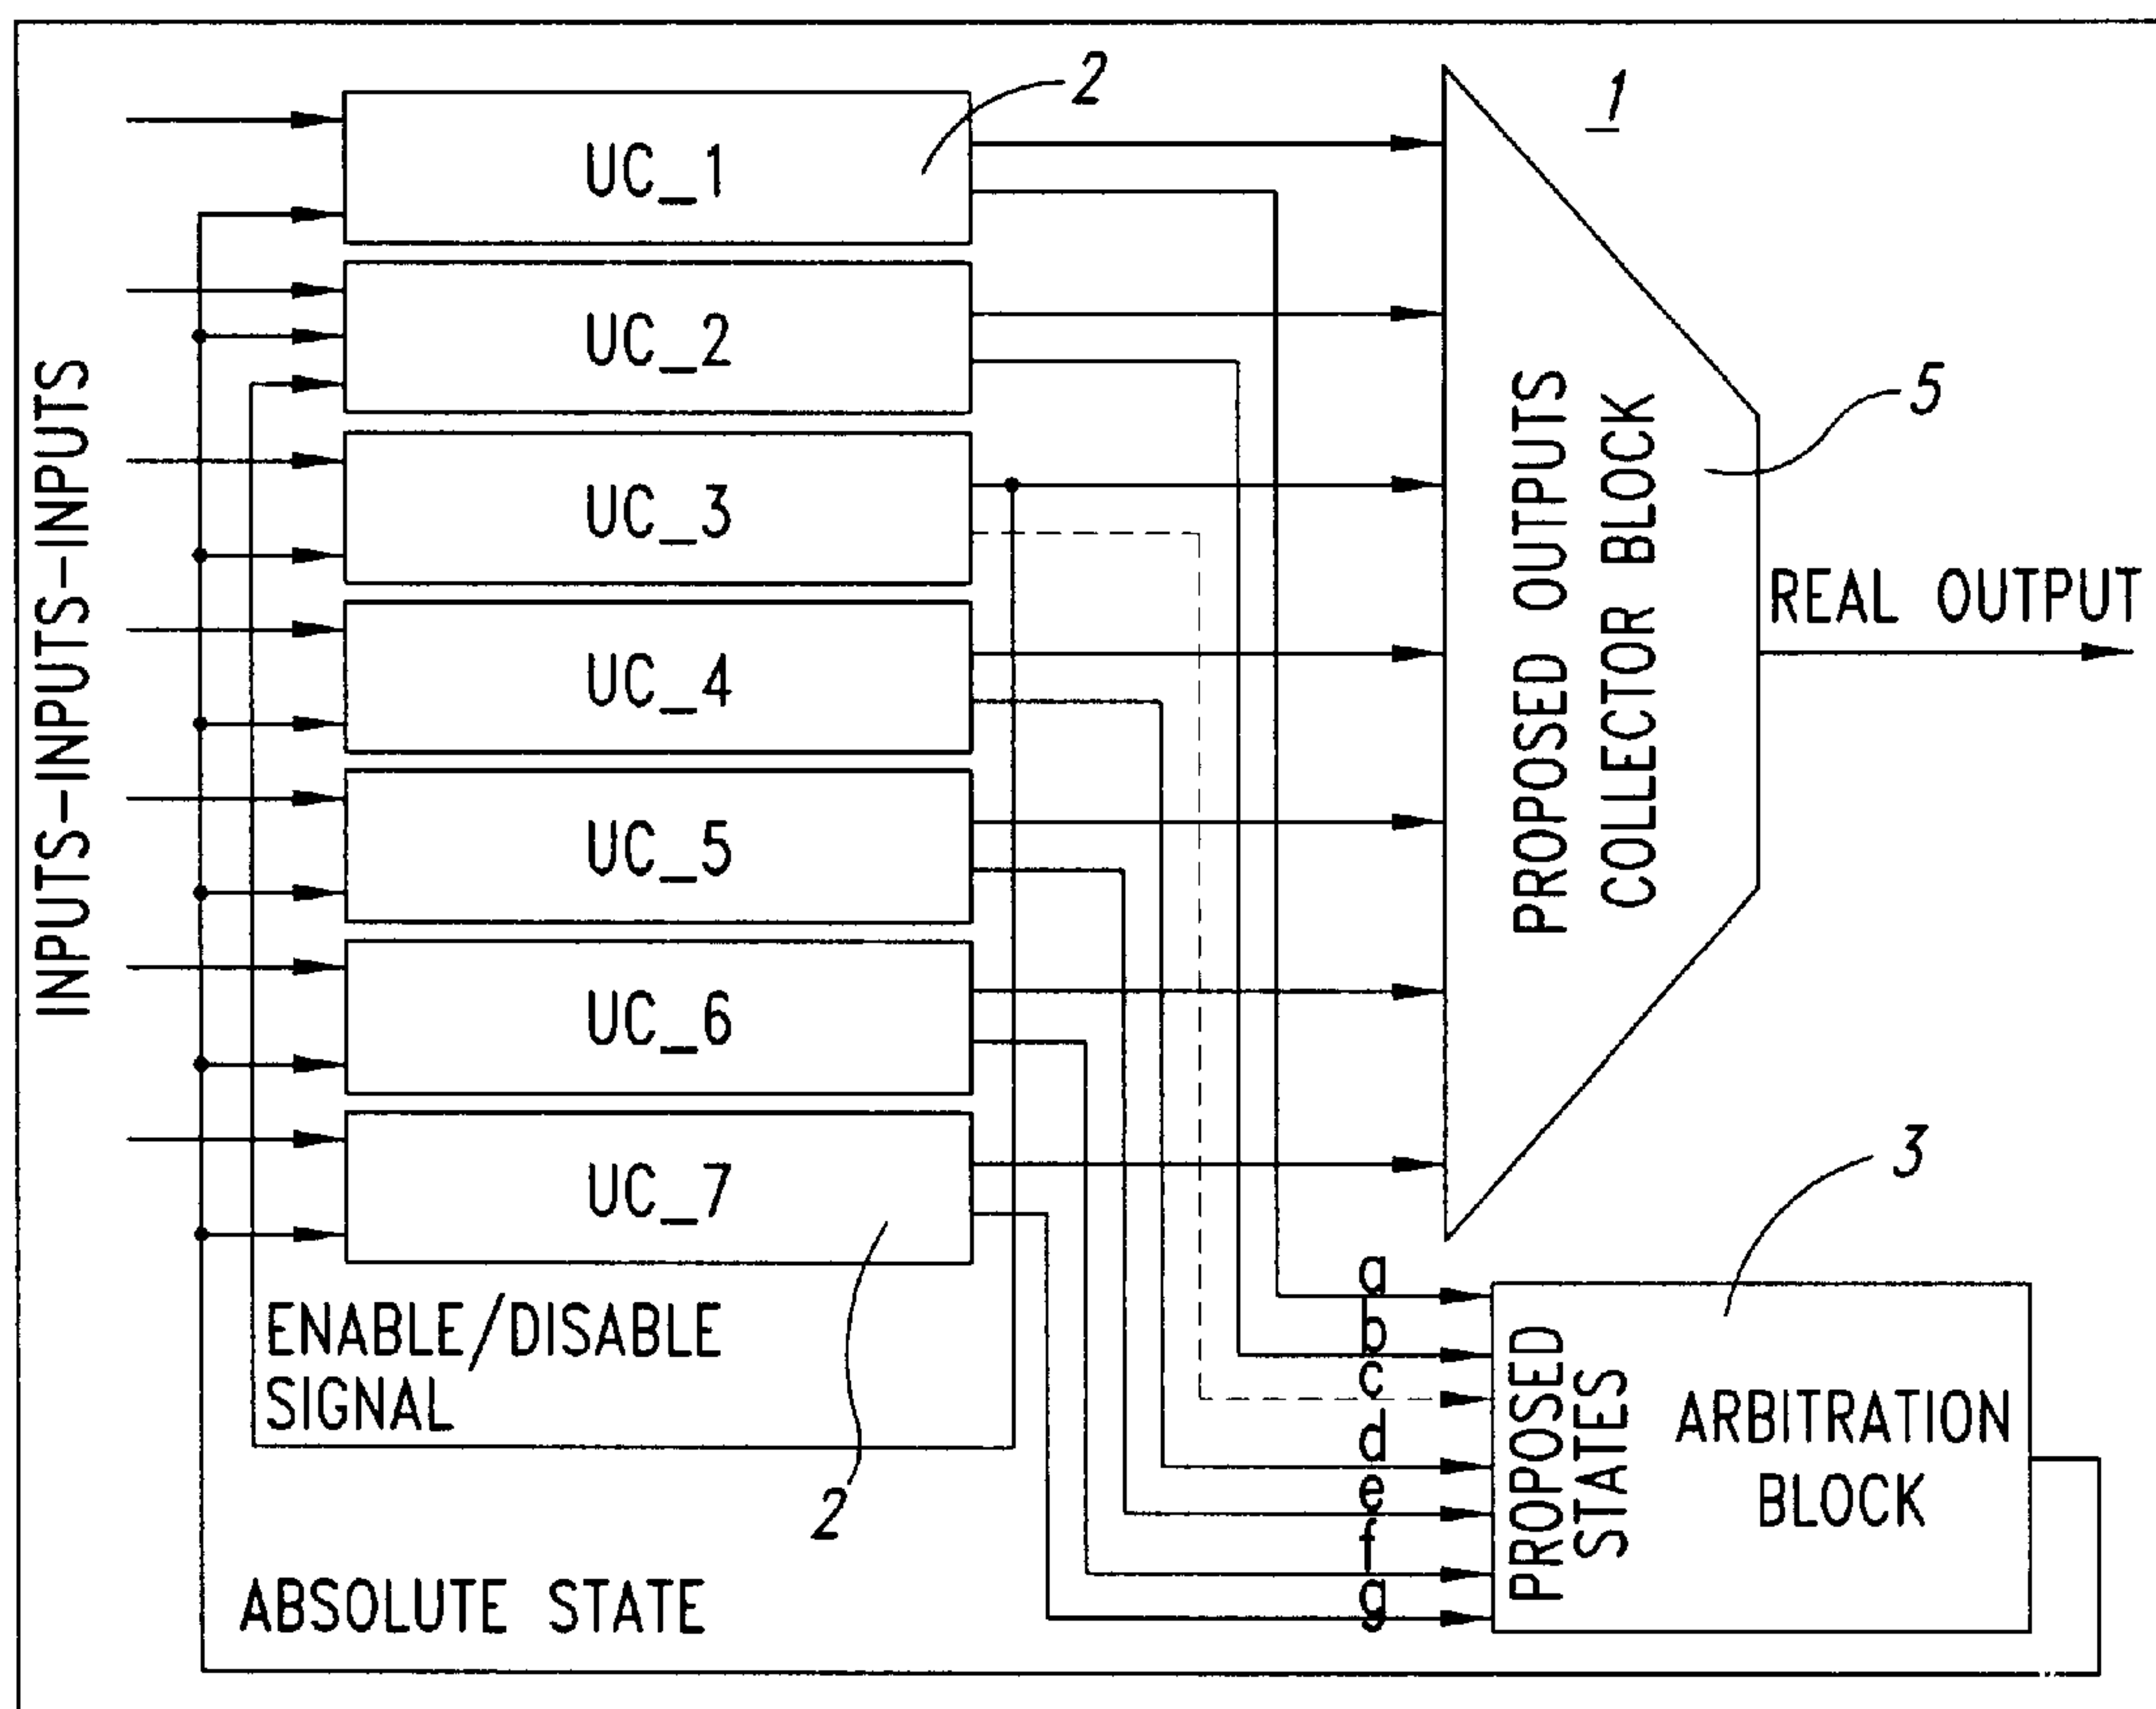 2
1
UC_1
UC_2
5
UC_3
INPUTS-INPUTS-INPUTS-INPUTS
PROPOSED OUTPUTS
COLLECTOR BLOCK
REAL OUTPUT
UC_4
UC_5
UC_6
UC_7
3
ENABLE/DISABLE
SIGNAL
2
a
b
c
d
e
f
g
PROPOSED
STATES
ARBITRATION
BLOCK
ABSOLUTE STATE